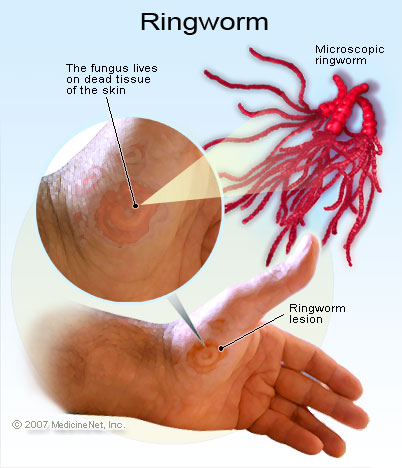 Ringworm
The fungus lives
on dead tissue
of the skin
Microscopic
ringworm
Ringworm
lesion
© 2007 MedicineNet, Inc.